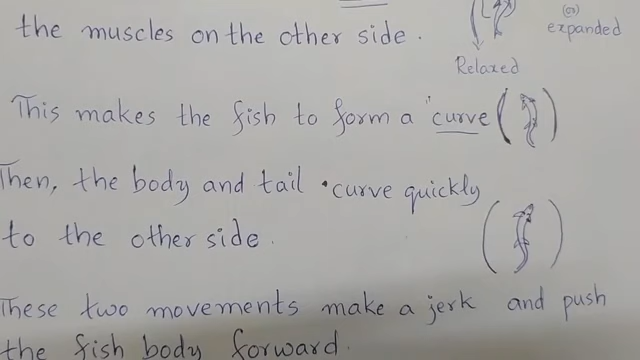 the muscles on the other side.
(or)
expanded
Relaxed
This makes the fish to form a "curve ( )
Then, the body and tail •curve quickly
to the other side. ( )
These two movements make a jerk and push
the fish body forward.